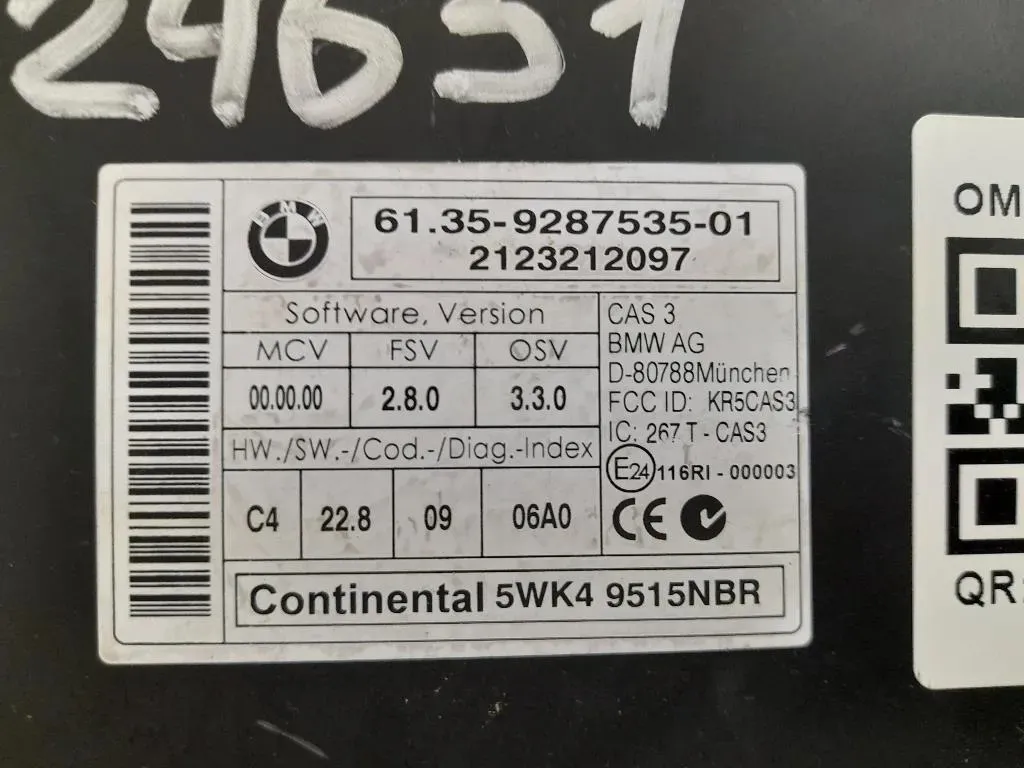 24651
BMW
61.35-9287535-01
2123212097
Software, Version
MCV FSV OSV
00.00.00 2.8.0 3.3.0
HW./SW.-/Cod.-/Diag.-Index
C4 22.8 09 06A0
CAS 3
BMW AG
D-80788München
FCC ID: KR5CAS3
IC: 267 T - CAS3
E24 116RI - 000003
CE
Continental 5WK4 9515NBR
OM
QR